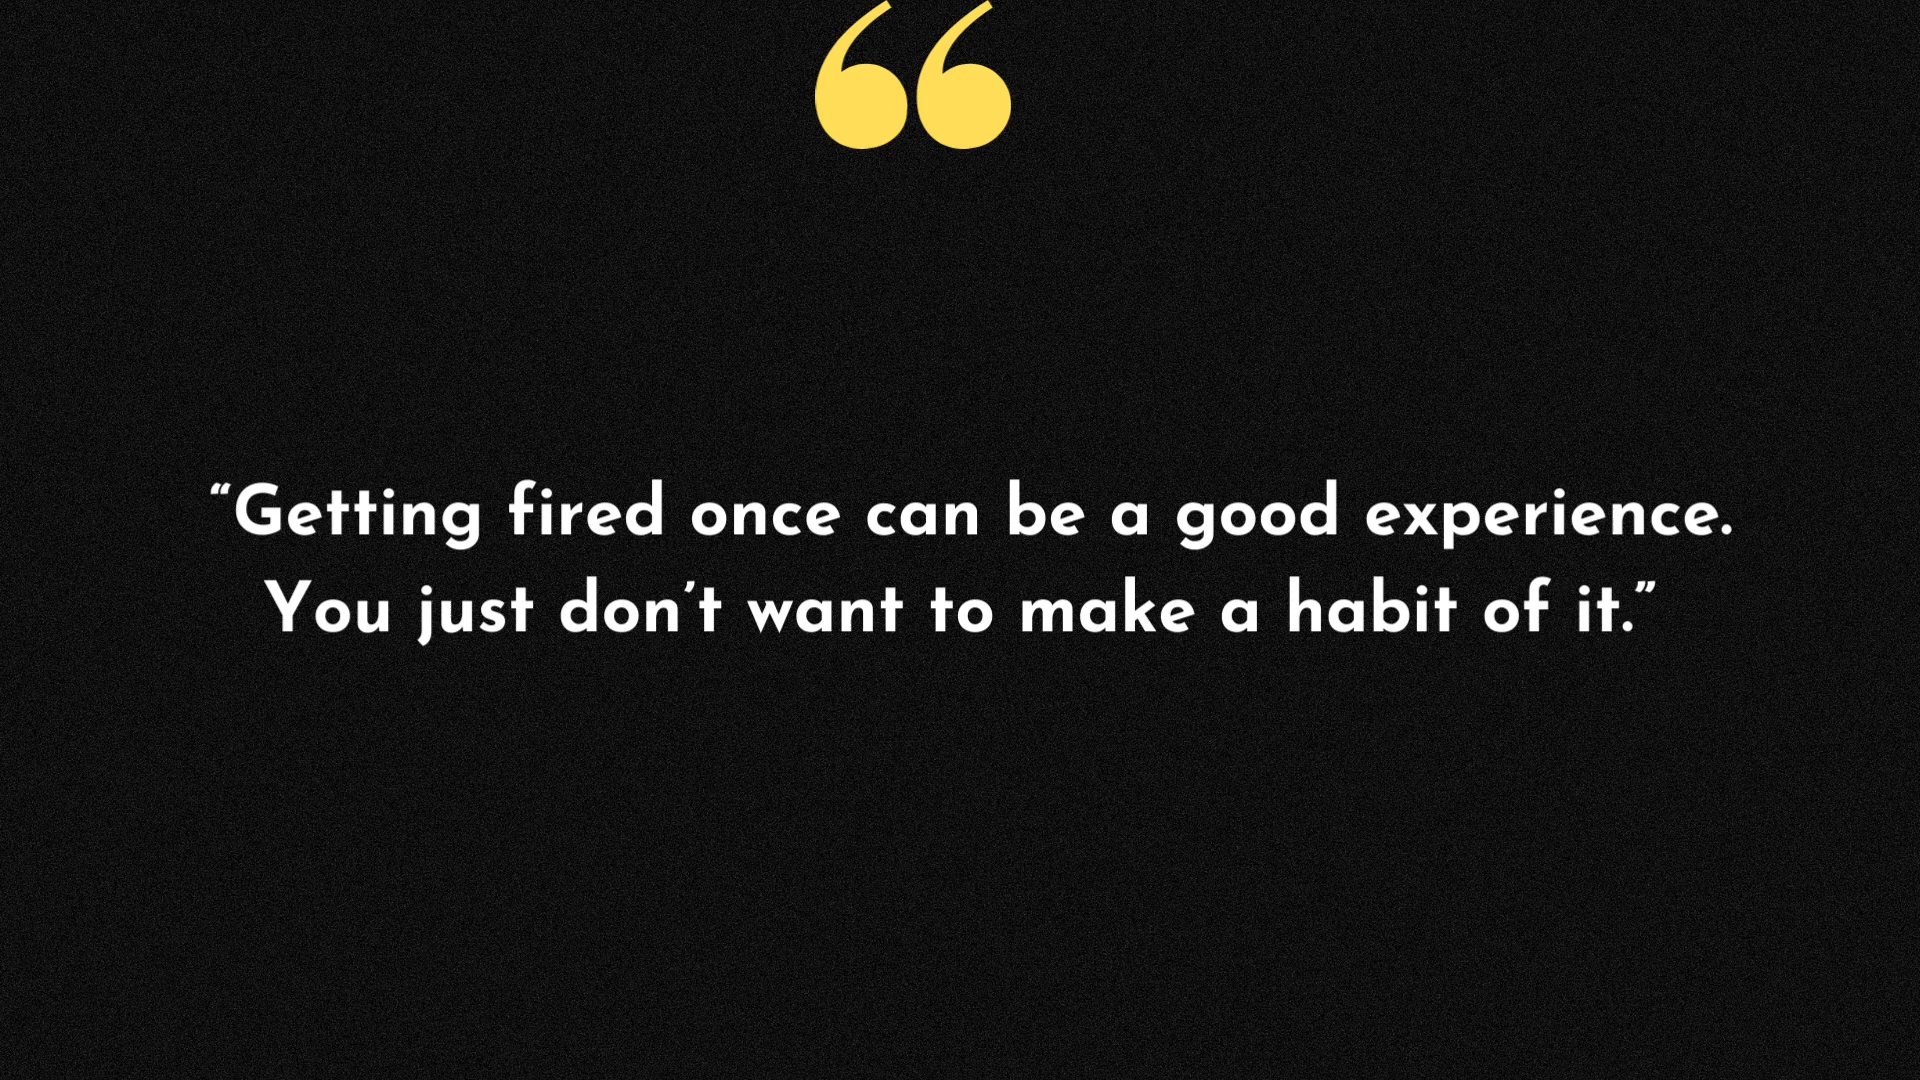 “
“Getting fired once can be a good experience.
You just don’t want to make a habit of it.”